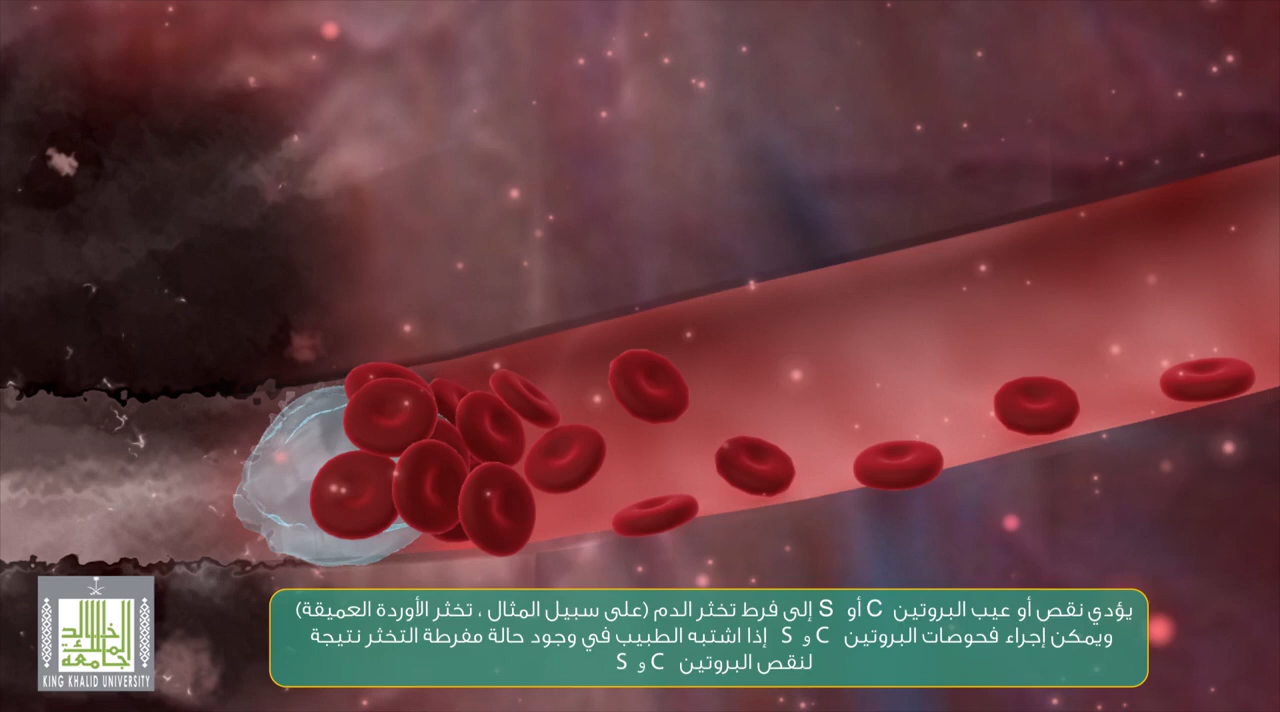 يؤدي نقص أو عيب البروتين C أو S إلى فرط تخثر الدم (على سبيل المثال ، تخثر الأوردة العميقة)
ويمكن إجراء فحوصات البروتين C و S إذا اشتبه الطبيب في وجود حالة مفرطة التخثر نتيجة
لنقص البروتين C و S
جامعة الملك خالد
KING KHALID UNIVERSITY